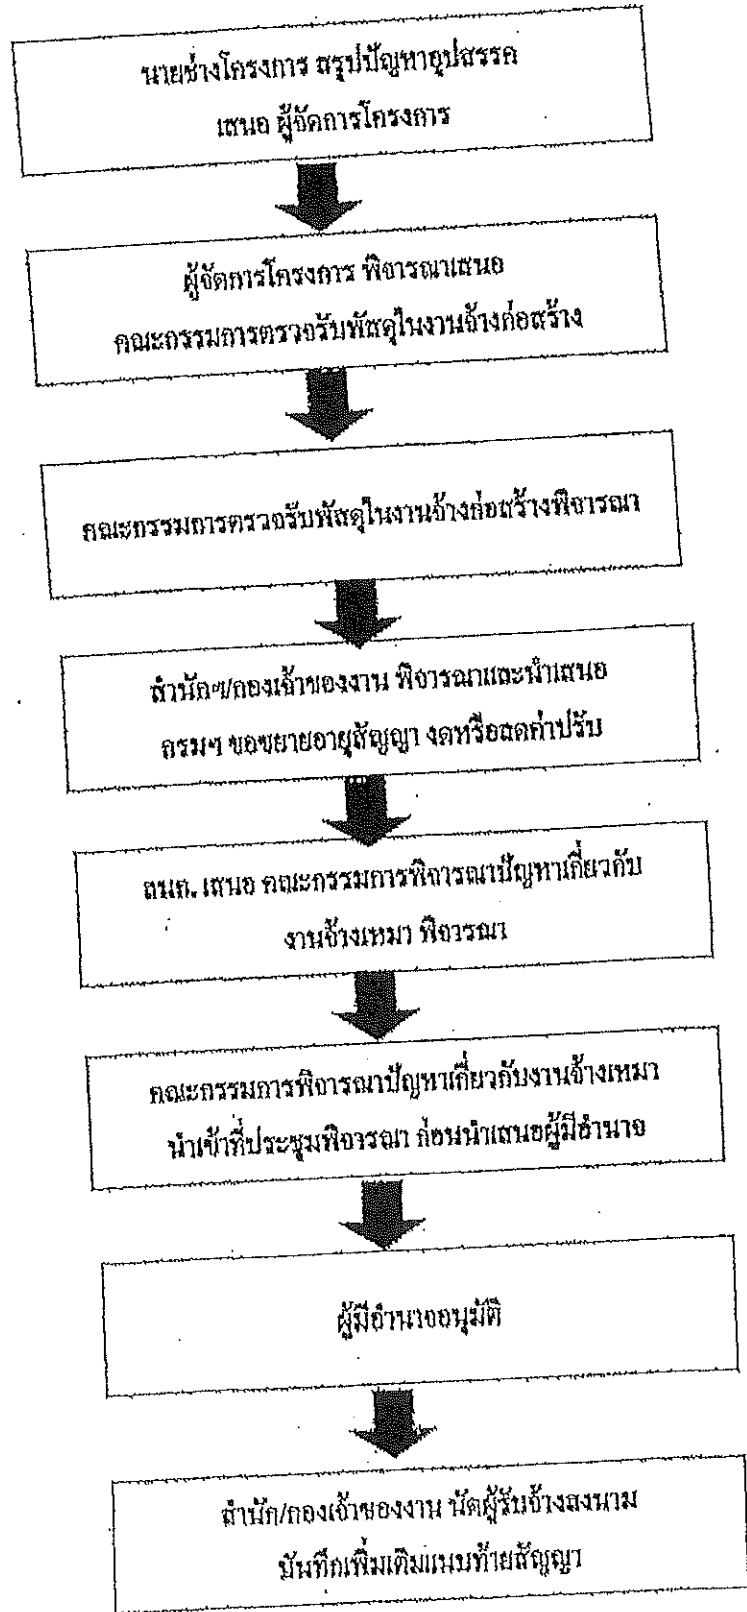 นายช่างโครงการ สรุปปัญหาอุปสรรค
เสนอ ผู้จัดการโครงการ
ผู้จัดการโครงการ พิจารณาเสนอ
คณะกรรมการตรวจรับพัสดุในงานจ้างก่อสร้าง
คณะกรรมการตรวจรับพัสดุในงานจ้างก่อสร้างพิจารณา
สำนักฯ/กองเจ้าของงาน พิจารณาและนำเสนอ
กรมฯ ขอขยายอายุสัญญา งดหรือลดค่าปรับ
สนค. เสนอ คณะกรรมการพิจารณาปัญหาเกี่ยวกับ
งานจ้างเหมา พิจารณา
คณะกรรมการพิจารณาปัญหาเกี่ยวกับงานจ้างเหมา
นำเข้าที่ประชุมพิจารณา ก่อนนำเสนอผู้มีอำนาจ
ผู้มีอำนาจอนุมัติ
สำนัก/กองเจ้าของงาน นัดผู้รับจ้างลงนาม
บันทึกเพิ่มเติมแนบท้ายสัญญา